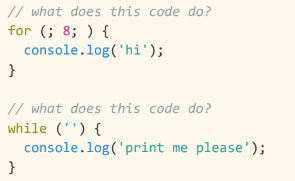 // what does this code do?
for (; 8; ) {
  console.log('hi');
}

// what does this code do?
while ('') {
  console.log('print me please');
}